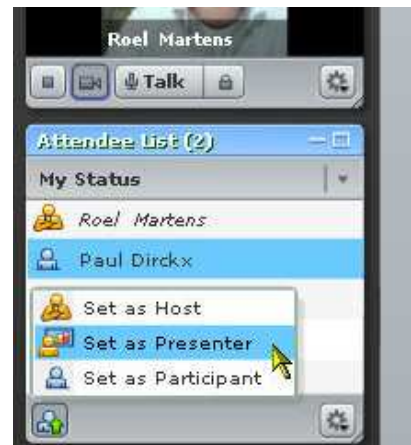 Roel Martens
Talk
Attendee List (2)
My Status
Roel Martens
Paul Dirckx
Set as Host
Set as Presenter
Set as Participant